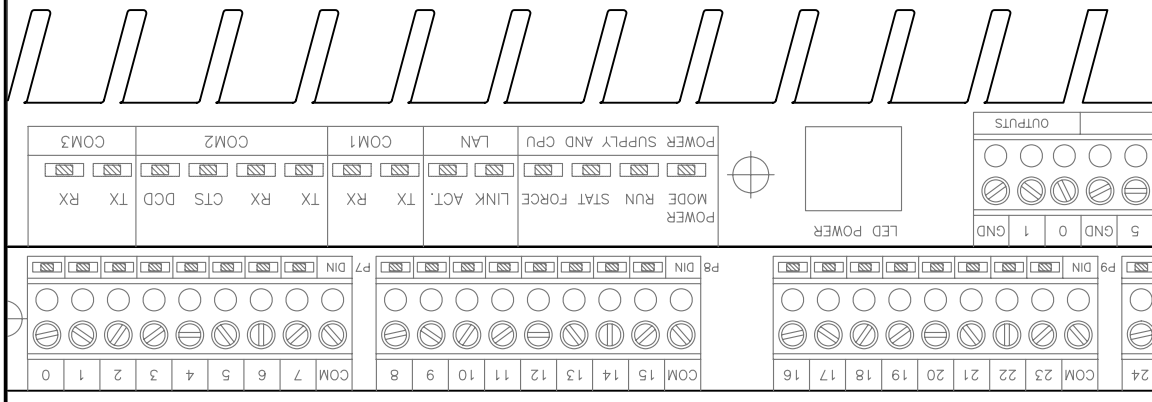 24 COM 23 22 21 20 19 18 17 16 COM 15 14 13 12 11 10 9 8 COM 7 6 5 4 3 2 1 0
P9 DIN P8 DIN P7 DIN
5 GND 0 1 GND
LED POWER
POWER
MODE RUN STAT FORCE LINK ACT. TX RX TX RX CTS DCD TX RX
POWER SUPPLY AND CPU LAN COM1 COM2 COM3
OUTPUTS